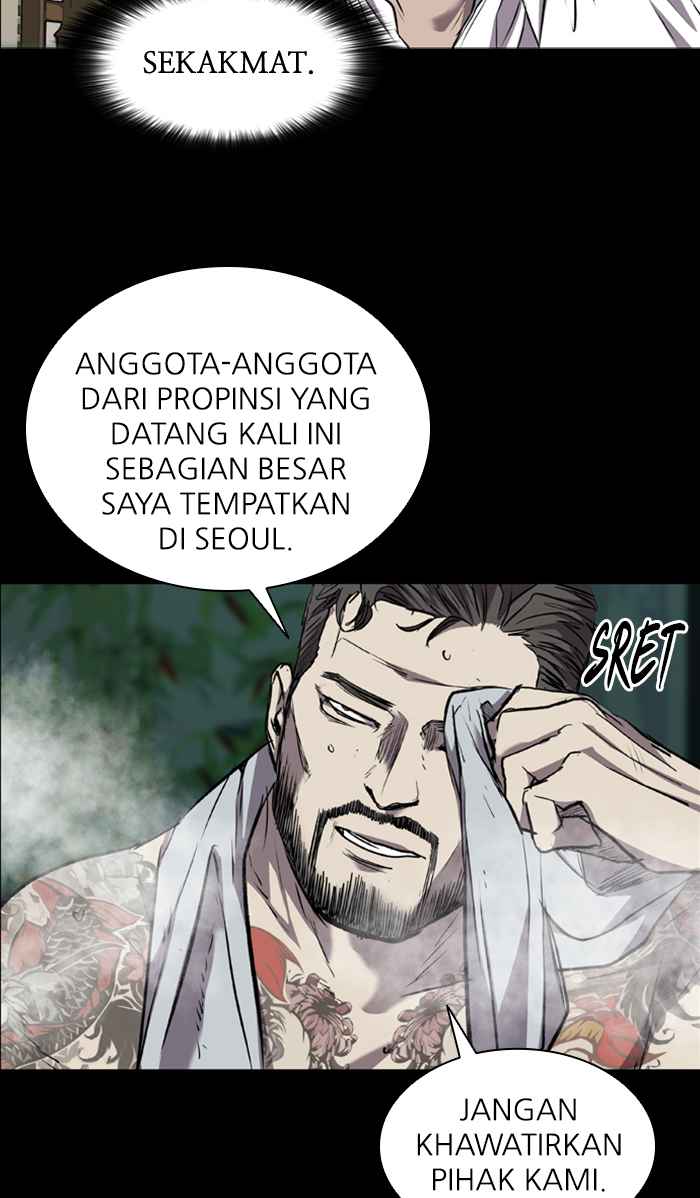 SEKAKMAT.
ANGGOTA-ANGGOTA
DARI PROPINSI YANG
DATANG KALI INI
SEBAGIAN BESAR
SAYA TEMPATKAN
DI SEOUL.
SRET
JANGAN
KHAWATIRKAN
PIHAK KAMI.